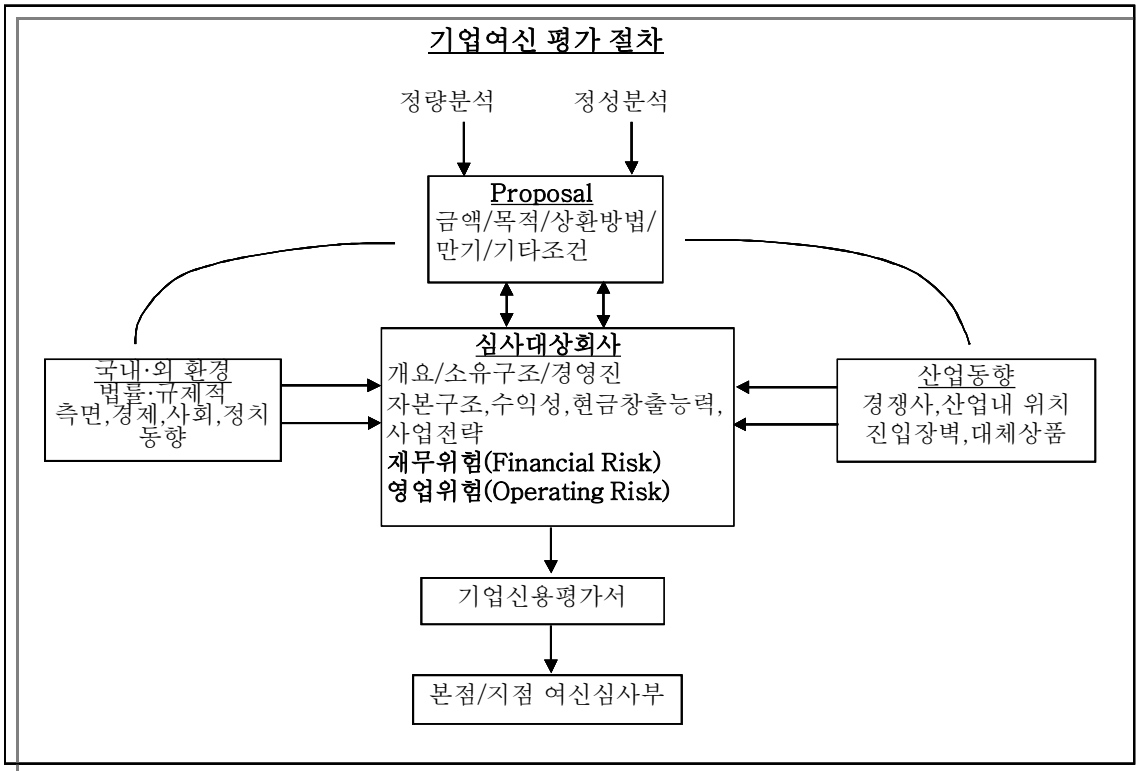 기업여신 평가 절차
정량분석 정성분석
Proposal
금액/목적/상환방법/
만기/기타조건
심사대상회사
개요/소유구조/경영진
자본구조,수익성,현금창출능력,
사업전략
재무위험(Financial Risk)
영업위험(Operating Risk)
국내·외 환경
법률·규제적
측면,경제,사회,정치
동향
산업동향
경쟁사,산업내 위치
진입장벽,대체상품
기업신용평가서
본점/지점 여신심사부